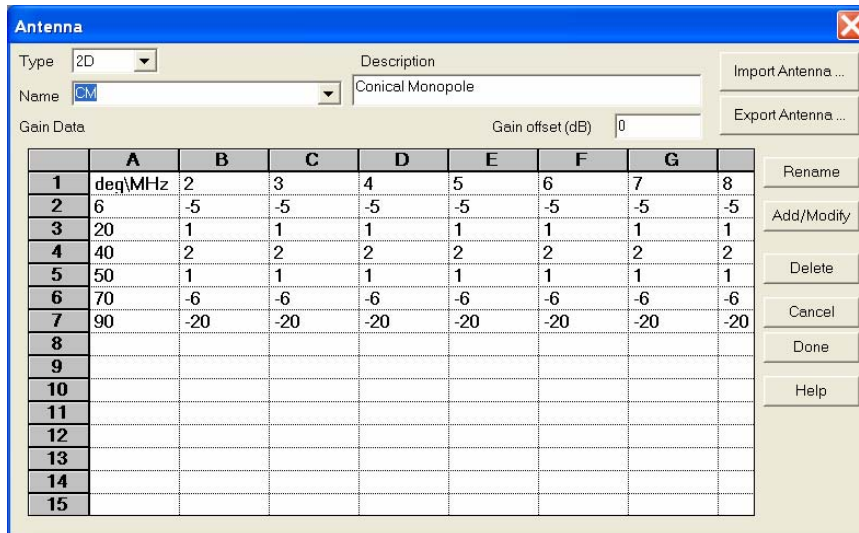 Antenna
Type 2D
Description
Import Antenna ...
Name CM
Conical Monopole
Export Antenna ...
Gain Data
Gain offset (dB) 0
A B C D E F G
Rename
1 deg\MHz 2 3 4 5 6 7 8
2 6 -5 -5 -5 -5 -5 -5 -5
Add/Modify
3 20 1 1 1 1 1 1 1
4 40 2 2 2 2 2 2 2
5 50 1 1 1 1 1 1 1
Delete
6 70 -6 -6 -6 -6 -6 -6 -6
7 90 -20 -20 -20 -20 -20 -20 -20
Cancel
8
Done
9
10
Help
11
12
13
14
15